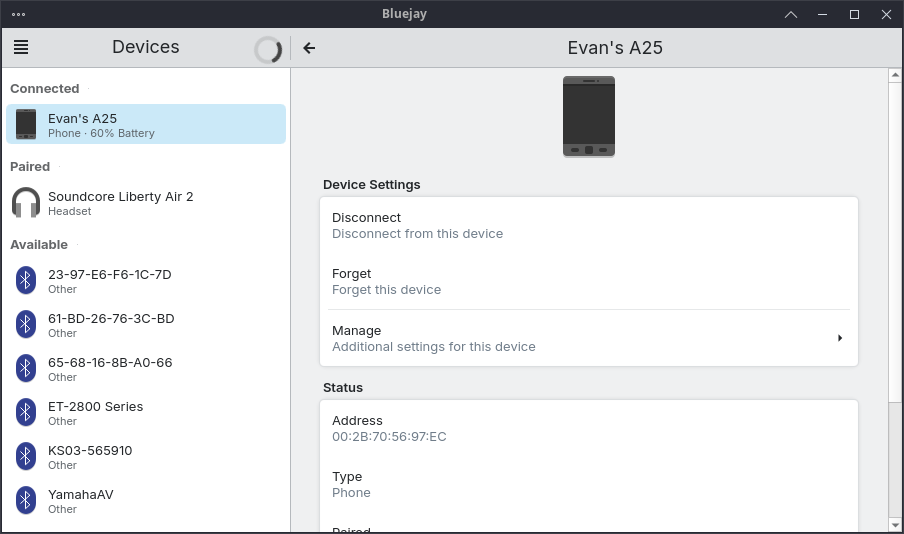 Bluejay
Devices
Evan's A25
Connected
Evan's A25
Phone · 60% Battery
Paired
Soundcore Liberty Air 2
Headset
Available
23-97-E6-F6-1C-7D
Other
61-BD-26-76-3C-BD
Other
65-68-16-8B-A0-66
Other
ET-2800 Series
Other
KS03-565910
Other
YamahaAV
Other
Device Settings
Disconnect
Disconnect from this device
Forget
Forget this device
Manage
Additional settings for this device
Status
Address
00:2B:70:56:97:EC
Type
Phone
Paired